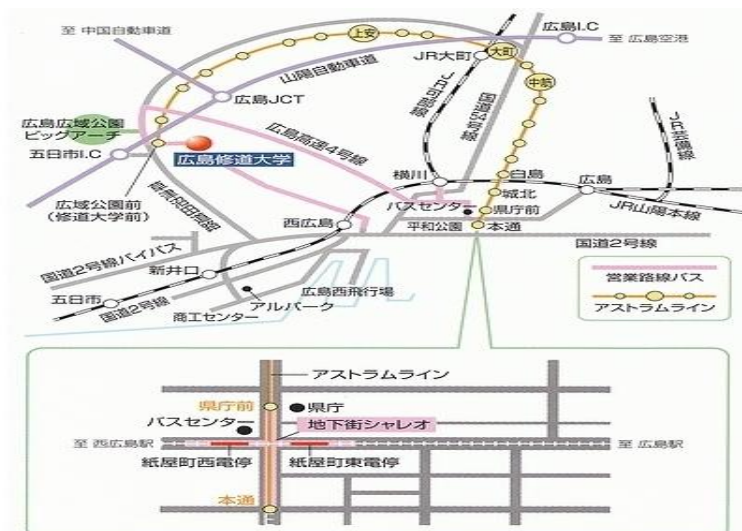 至 中国自動車道
上安
広島I.C
至 広島空港
JR大町
大町
山陽自動車道
中筋
JR可部線
広島JCT
広島広域公園
ビッグアーチ
広島高速4号線
五日市I.C
広島修道大学
JR芸備線
横川
白島
広島
広域公園前
(修道大学前)
城北
バスセンター
県庁前
JR山陽本線
西広島
平和公園
本通
国道2号線
国道2号線バイパス
新井口
営業路線バス
アストラムライン
五日市
国道2号線
広島西飛行場
アルパーク
商工センター
アストラムライン
県庁前
県庁
バスセンター
地下街シャレオ
至 西広島駅
至 広島駅
紙屋町西電停
紙屋町東電停
本通